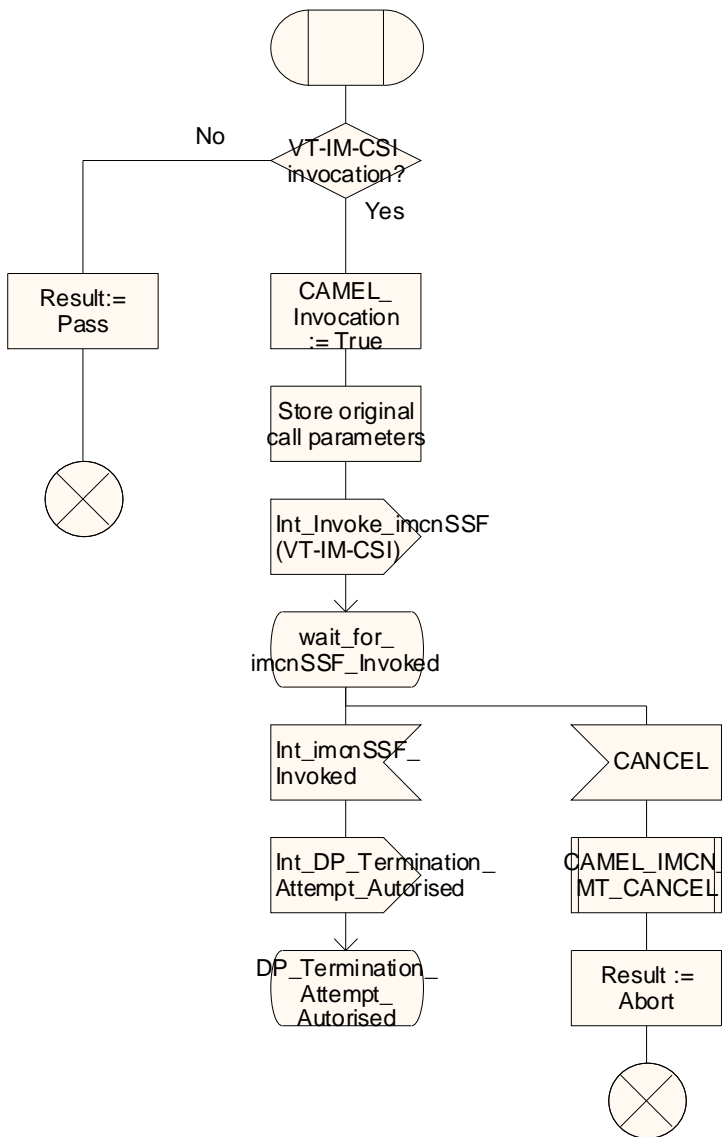 No
VT-IM-CSI
invocation?
Yes
Result:=
Pass
CAMEL_
Invocation
:= True
Store original
call parameters
Int_Invoke_imcnSSF
(VT-IM-CSI)
wait_for_
imcnSSF_Invoked
Int_imcnSSF_
Invoked
CANCEL
Int_DP_Termination_
Attempt_Autorised
CAMEL_IMCN_
MT_CANCEL
DP_Termination_
Attempt_
Autorised
Result :=
Abort